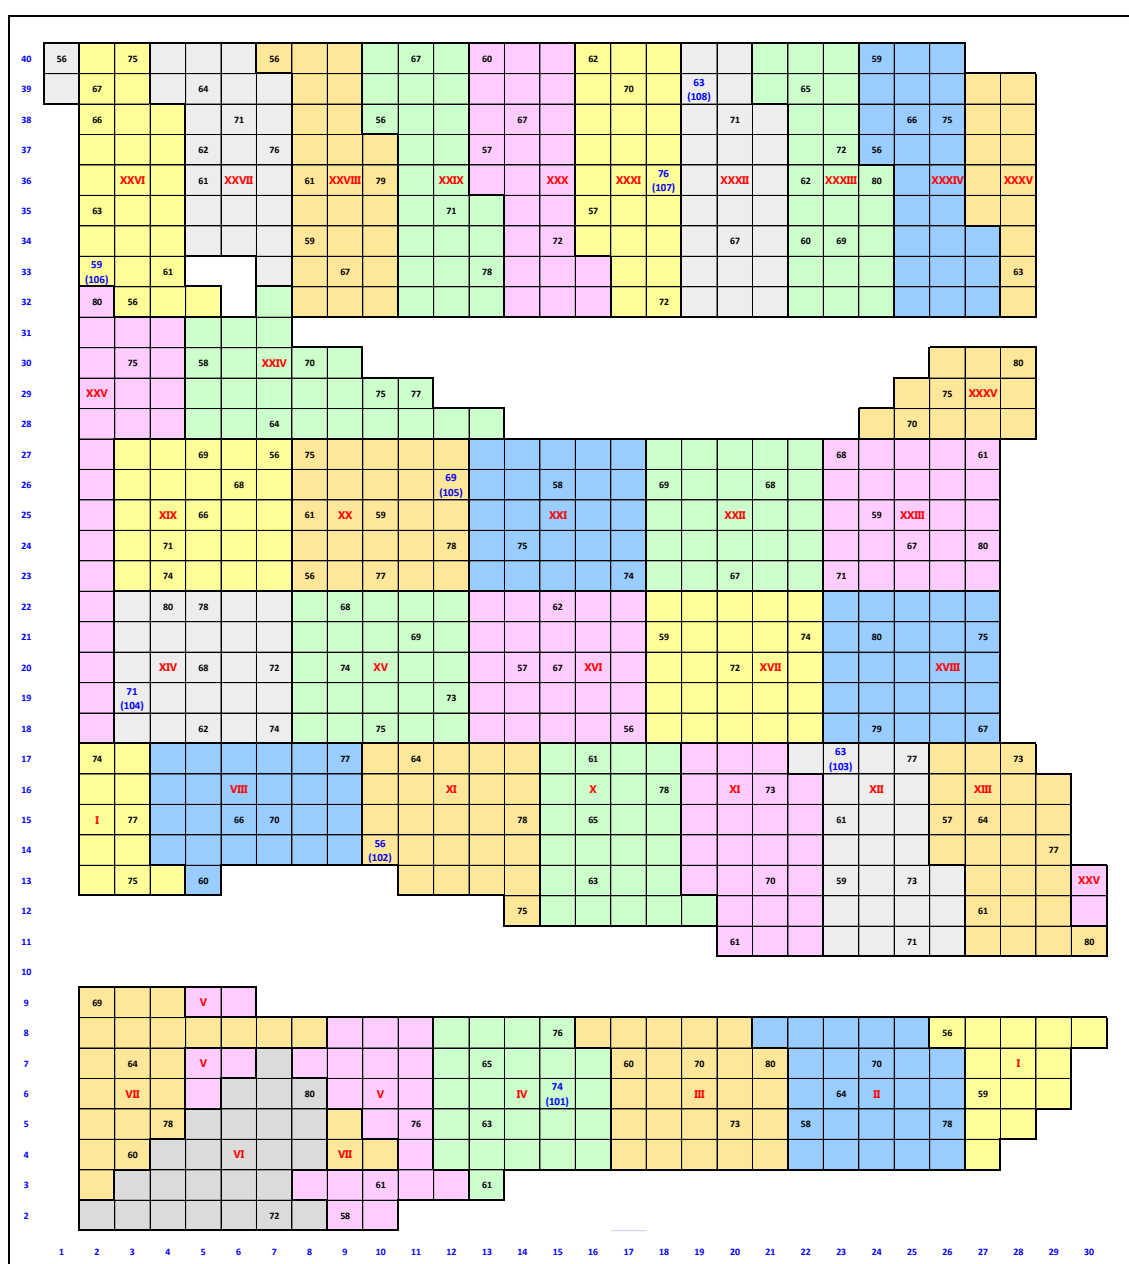 40 56 75 56 67 60 62 59
39 67 64 70 63 65
(108)
38 66 71 56 67 71 66 75
37 62 76 57 72 56
36 XXVI 61 XXVII 61 XXVIII 79 XXIX XXX XXXI 76 XXXII 62 XXXIII 80 XXXIV XXXV
(107)
35 63 71 57
34 59 72 67 60 69
33 59 61 67 78 63
(106)
32 80 56 72
31
30 75 58 XXIV 70 80
29 XXV 75 77 75 XXXV
28 64 70
27 69 56 75 68 61
26 68 69 58 69 68
(105)
25 XIX 66 61 XX 59 XXI XXII 59 XXIII
24 71 78 75 67 80
23 74 56 77 74 67 71
22 80 78 68 62
21 69 59 74 80 75
20 XIV 68 72 74 XV 57 67 XVI 72 XVII XVIII
19 71 73
(104)
18 62 74 75 56 79 67
17 74 77 64 61 63 77 73
(103)
16 VIII XI X 78 XI 73 XII XIII
15 I 77 66 70 78 65 61 57 64
14 56 77
(102)
13 75 60 63 70 59 73 XXV
12 75 61
11 61 71 80
10
9 69 V
8 76 56
7 64 V 65 60 70 80 70 I
6 VII 80 V IV 74 III 64 II 59
(101)
5 78 76 63 73 58 78
4 60 VI VII
3 61 61
2 72 58
1 2 3 4 5 6 7 8 9 10 11 12 13 14 15 16 17 18 19 20 21 22 23 24 25 26 27 28 29 30